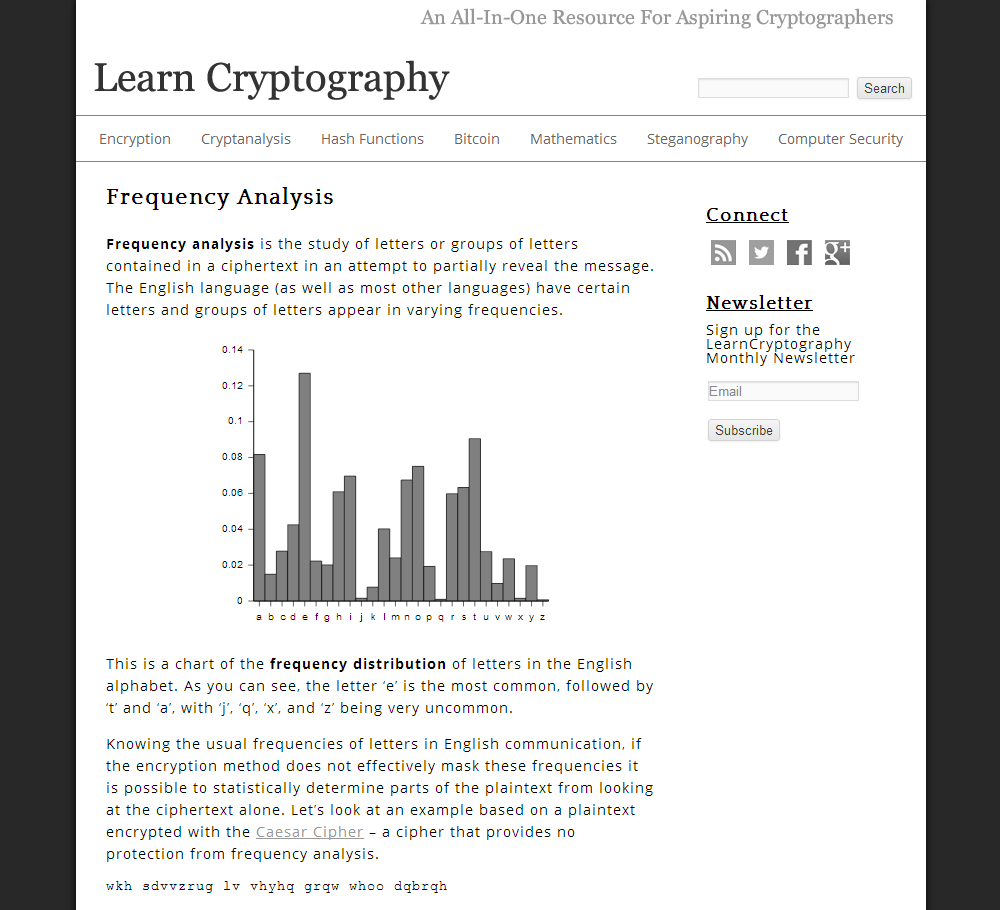 An All-In-One Resource For Aspiring Cryptographers
Learn Cryptography
Search
Encryption Cryptanalysis Hash Functions Bitcoin Mathematics Steganography Computer Security
Frequency Analysis
Frequency analysis is the study of letters or groups of letters
contained in a ciphertext in an attempt to partially reveal the message.
The English language (as well as most other languages) have certain
letters and groups of letters appear in varying frequencies.
0.14
0.12
0.1
0.08
0.06
0.04
0.02
0
a b c d e f g h i j k l m n o p q r s t u v w x y z
This is a chart of the frequency distribution of letters in the English
alphabet. As you can see, the letter ‘e’ is the most common, followed by
‘t’ and ‘a’, with ‘j’, ‘q’, ‘x’, and ‘z’ being very uncommon.
Knowing the usual frequencies of letters in English communication, if
the encryption method does not effectively mask these frequencies it
is possible to statistically determine parts of the plaintext from looking
at the ciphertext alone. Let’s look at an example based on a plaintext
encrypted with the Caesar Cipher – a cipher that provides no
protection from frequency analysis.
wkh sdvvzrug lv vhyhq grqw whoo dqbrqh
Connect
g+
Newsletter
Sign up for the
LearnCryptography
Monthly Newsletter
Email
Subscribe